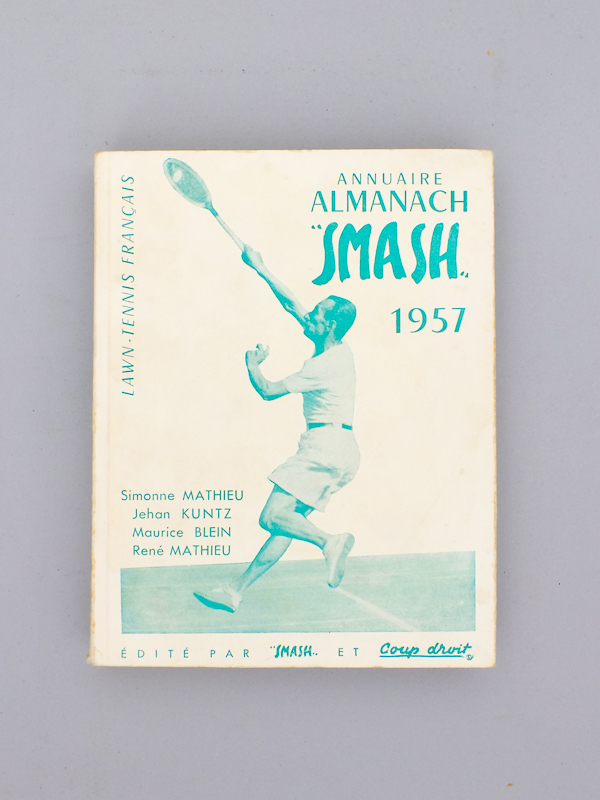 LAWN-TENNIS FRANÇAIS
ANNUAIRE
ALMANACH
"SMASH„
1957
Simonne MATHIEU
Jehan KUNTZ
Maurice BLEIN
René MATHIEU
ÉDITÉ PAR "SMASH„ ET Coup droit